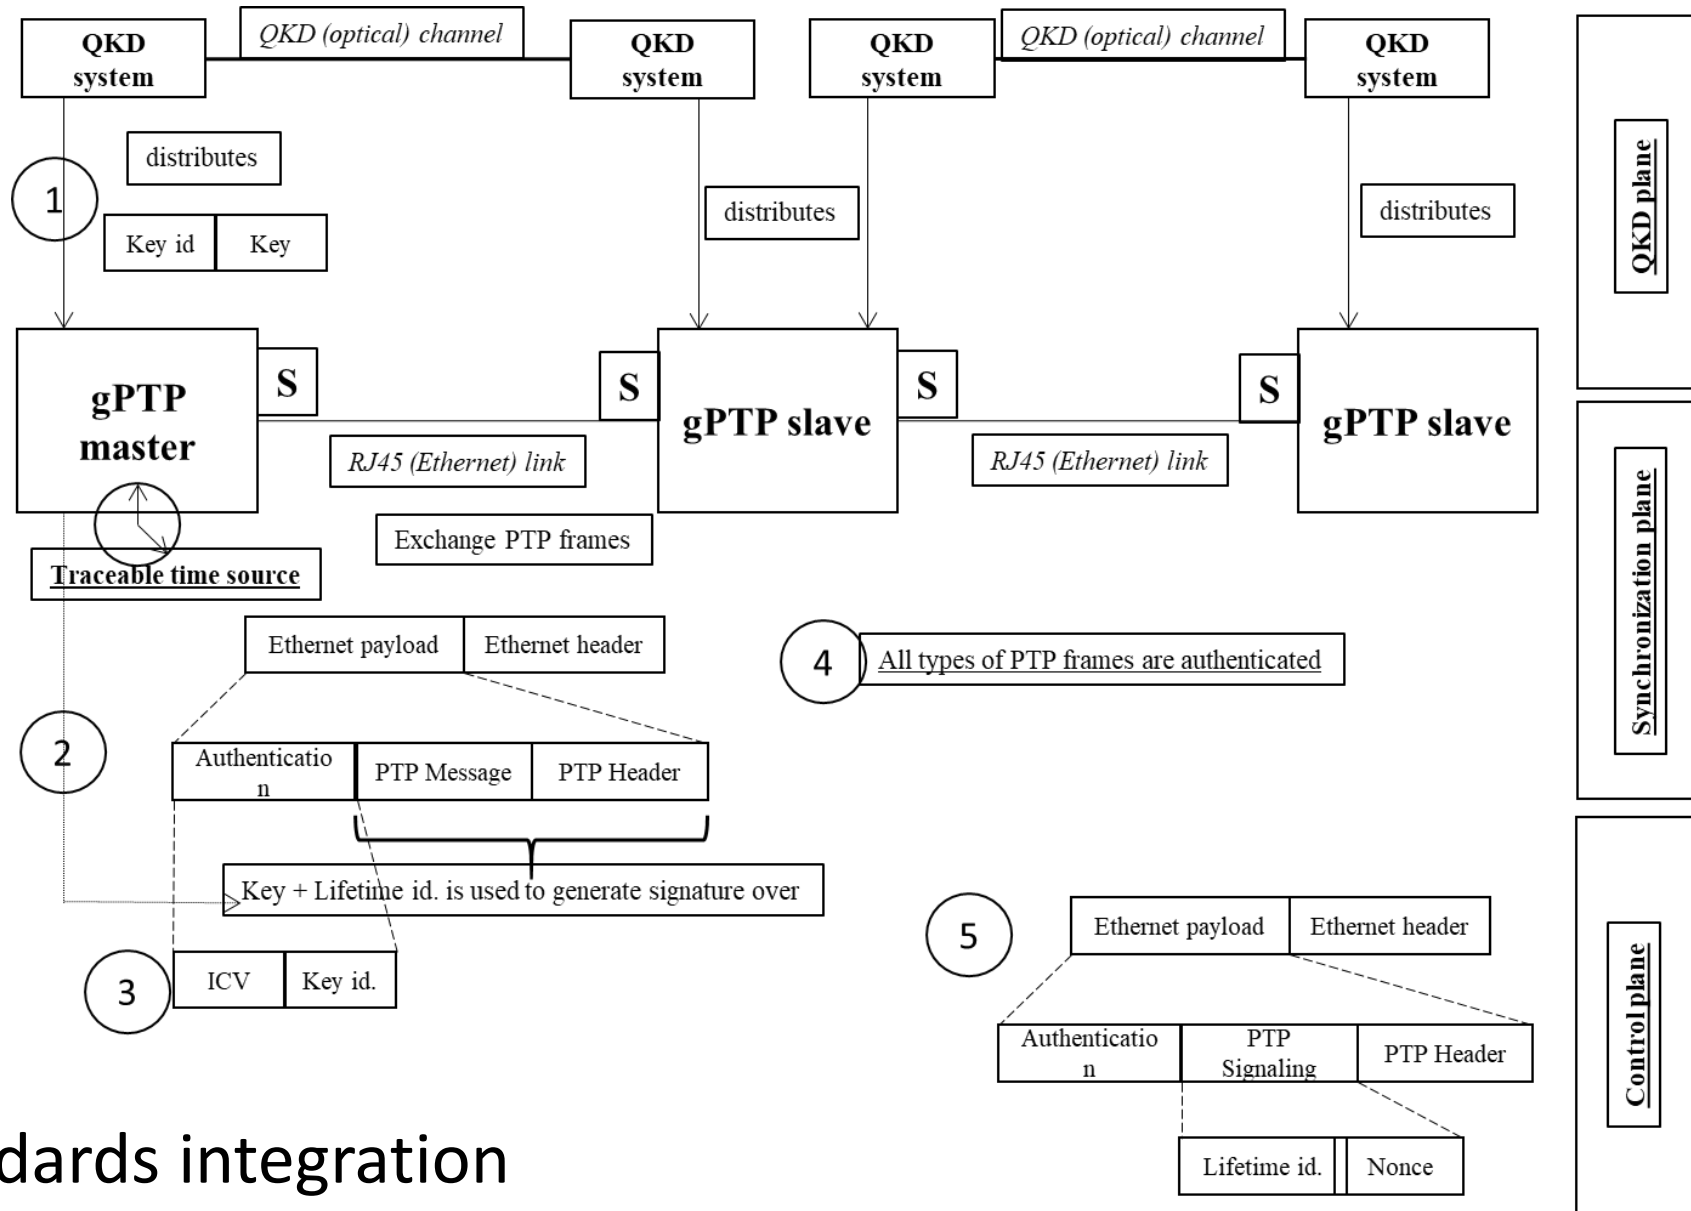 QKD
system
QKD (optical) channel
QKD
system
QKD
system
QKD (optical) channel
QKD
system
distributes
1
Key id
Key
distributes
distributes
QKD plane
gPTP
master
S
S
gPTP slave
S
S
gPTP slave
RJ45 (Ethernet) link
RJ45 (Ethernet) link
Exchange PTP frames
Traceable time source
Synchronization plane
Ethernet payload
Ethernet header
4
All types of PTP frames are authenticated
2
Authenticatio
n
PTP Message
PTP Header
Key + Lifetime id. is used to generate signature over
3
ICV
Key id.
5
Ethernet payload
Ethernet header
Authenticatio
n
PTP
Signaling
PTP Header
Lifetime id.
Nonce
Control plane
dards integration